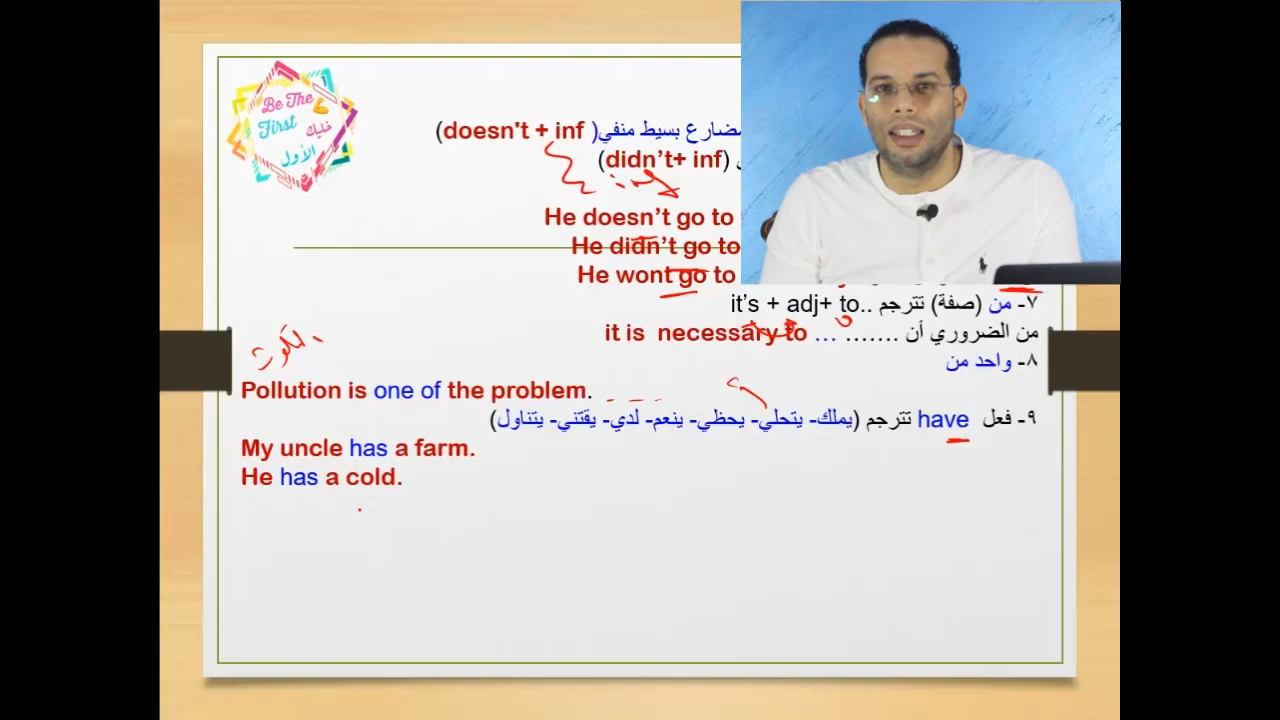 Be The First
خليك الأول
مضارع بسيط منفي( doesn't + inf)
(didn't+ inf)
He doesn't go to
He didn't go to
He wont go to
٧- من (صفة) تترجم it's + adj+ to..
من الضروري أن ....... ... it is necessary to
٨- واحد من
Pollution is one of the problem.
٩- فعل have تترجم (يملك- يتحلي- يحظي- ينعم- لدي- يقتني- يتناول)
My uncle has a farm.
He has a cold.